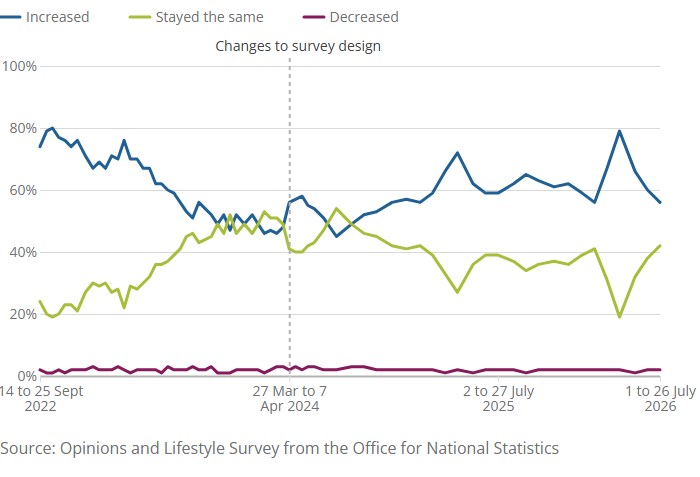 Increased Stayed the same Decreased
Changes to survey design
100%
80%
60%
40%
20%
0%
14 to 25 Sept 2022
27 Mar to 7 Apr 2024
2 to 27 July 2025
1 to 26 July 2026
Source: Opinions and Lifestyle Survey from the Office for National Statistics